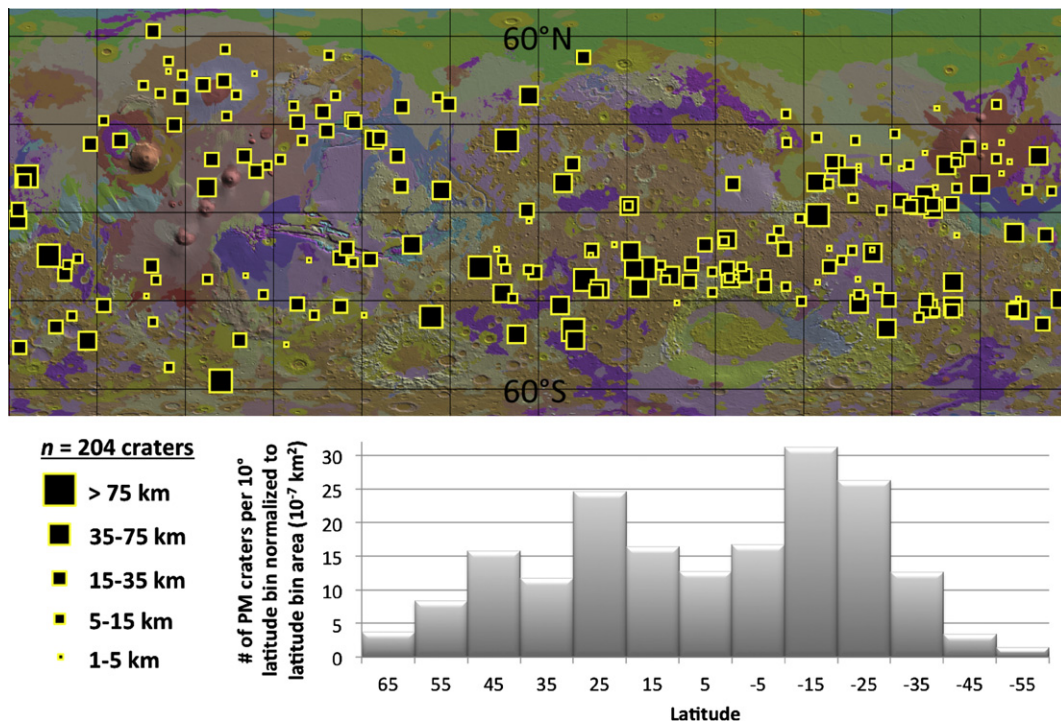 60°N
60°S
n = 204 craters
> 75 km
35-75 km
15-35 km
5-15 km
1-5 km
# of PM craters per 10°
latitude bin normalized to
latitude bin area (10⁻⁷ km²)
30
25
20
15
10
5
0
65 55 45 35 25 15 5 -5 -15 -25 -35 -45 -55
Latitude